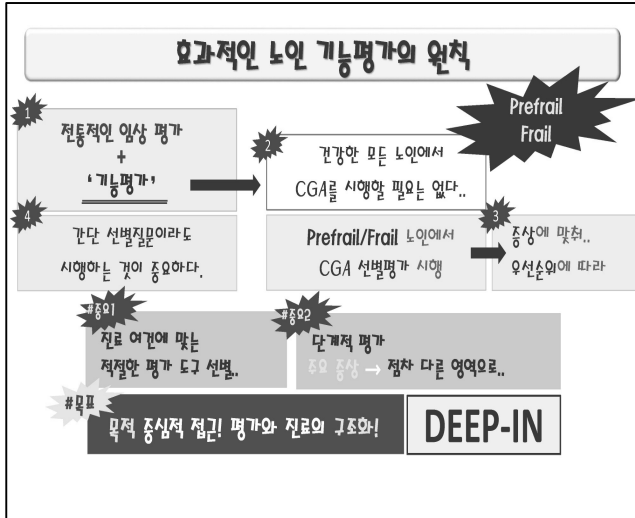 효과적인 노인 기능평가의 원칙
Prefrail
Frail
1
전통적인 임상 평가
+
‘기능평가’
2
건강한 모든 노인에서
CGA를 시행할 필요는 없다..
4
간단 선별질문이라도
시행하는 것이 중요하다.
Prefrail/Frail 노인에서
CGA 선별평가 시행
3
증상에 맞춰..
우선순위에 따라
#중요1
진료 여건에 맞는
적절한 평가 도구 선별..
#중요2
단계적 평가
주요 증상 → 점차 다른 영역으로..
#목표
목적 중심적 접근! 평가와 진료의 구조화!
DEEP-IN